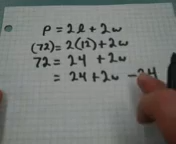 P = 2l + 2w
(72) = 2(12) + 2w
72 = 24 + 2w
= 24 + 2w - 24